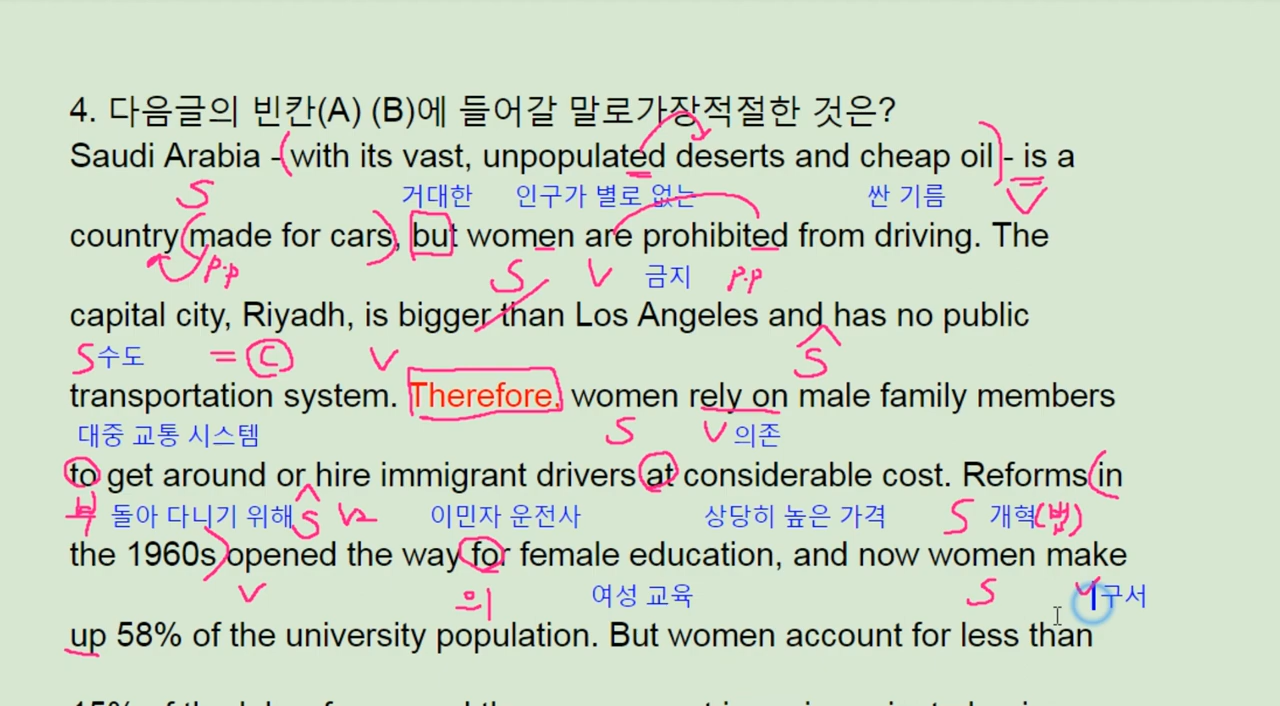 4. 다음글의 빈칸(A) (B)에 들어갈 말로가장적절한 것은?
Saudi Arabia -(with its vast, unpopulated deserts and cheap oil)- is a
S 거대한 인구가 별로 없는 싼 기름 V
country(made for cars), but women are prohibited from driving. The
p.p S V 금지 p.p
capital city, Riyadh, is bigger than Los Angeles and has no public
S 수도 = C V S
transportation system. Therefore, women rely on male family members
대중 교통 시스템 S V 의존
to get around or hire immigrant drivers at considerable cost. Reforms(in
부 돌아 다니기 위해 S V2 이민자 운전사 상당히 높은 가격 S 개혁(법)
the 1960s)opened the way for female education, and now women make
V 의 여성 교육 S V 구서
up 58% of the university population. But women account for less than